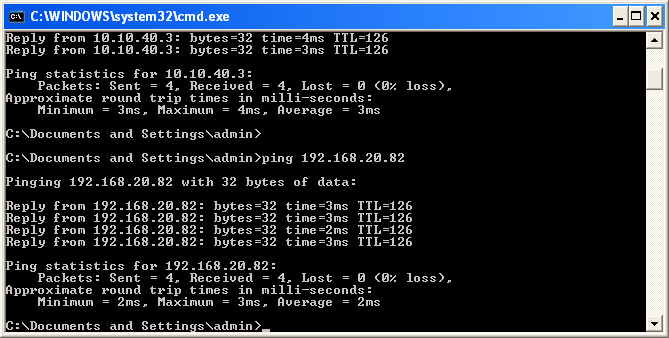 C:\WINDOWS\system32\cmd.exe
Reply from 10.10.40.3: bytes=32 time=4ms TTL=126
Reply from 10.10.40.3: bytes=32 time=3ms TTL=126
Ping statistics for 10.10.40.3:
    Packets: Sent = 4, Received = 4, Lost = 0 (0% loss),
Approximate round trip times in milli-seconds:
    Minimum = 3ms, Maximum = 4ms, Average = 3ms
C:\Documents and Settings\admin>
C:\Documents and Settings\admin>ping 192.168.20.82
Pinging 192.168.20.82 with 32 bytes of data:
Reply from 192.168.20.82: bytes=32 time=3ms TTL=126
Reply from 192.168.20.82: bytes=32 time=3ms TTL=126
Reply from 192.168.20.82: bytes=32 time=2ms TTL=126
Reply from 192.168.20.82: bytes=32 time=3ms TTL=126
Ping statistics for 192.168.20.82:
    Packets: Sent = 4, Received = 4, Lost = 0 (0% loss),
Approximate round trip times in milli-seconds:
    Minimum = 2ms, Maximum = 3ms, Average = 2ms
C:\Documents and Settings\admin>_